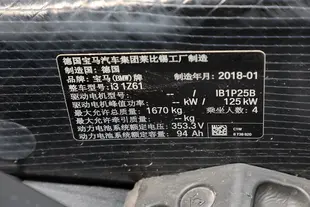 德国宝马汽车集团莱比锡工厂制造
制造国：德国
品牌：宝马(BMW)牌 制造年月：2018-01
整车型号：i3 1Z61
驱动电机型号：-- IB1P25B
驱动电机峰值功率：-- kW / 125 kW
最大允许总质量：1670 kg 乘坐人数：4
最大允许牵引质量：-- kg
动力电池系统额定电压：353.3 V
动力电池系统额定容量：94 Ah